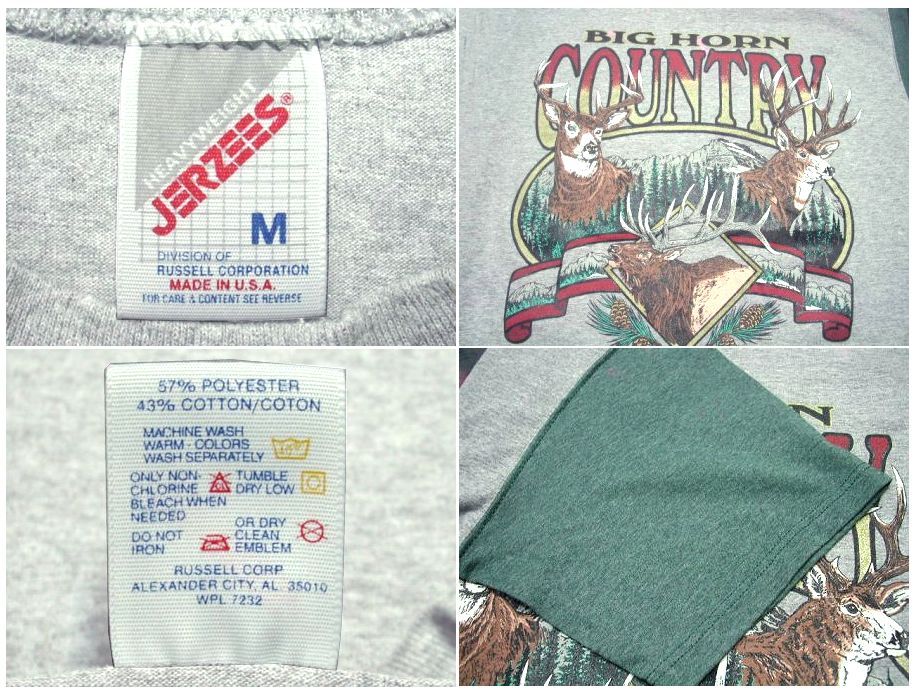 HEAVYWEIGHT
JERZEES®
M
DIVISION OF
RUSSELL CORPORATION
MADE IN U.S.A.
FOR CARE & CONTENT SEE REVERSE
BIG HORN
COUNTRY
57% POLYESTER
43% COTTON/COTON
MACHINE WASH
WARM - COLORS
WASH SEPARATELY
ONLY NON-
CHLORINE
BLEACH WHEN
NEEDED
TUMBLE
DRY LOW
DO NOT
IRON
OR DRY
CLEAN
EMBLEM
RUSSELL CORP
ALEXANDER CITY, AL 35010
WPL 7232
N